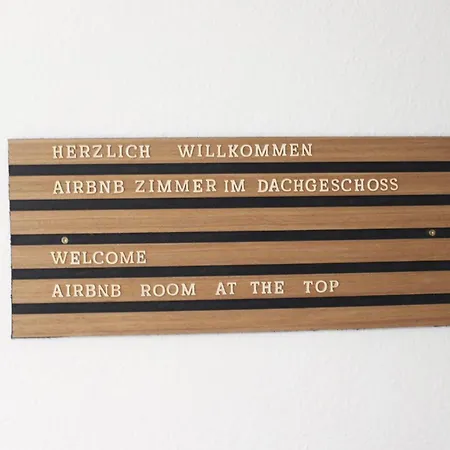 HERZLICH WILLKOMMEN
AIRBNB ZIMMER IM DACHGESCHOSS
WELCOME
AIRBNB ROOM AT THE TOP